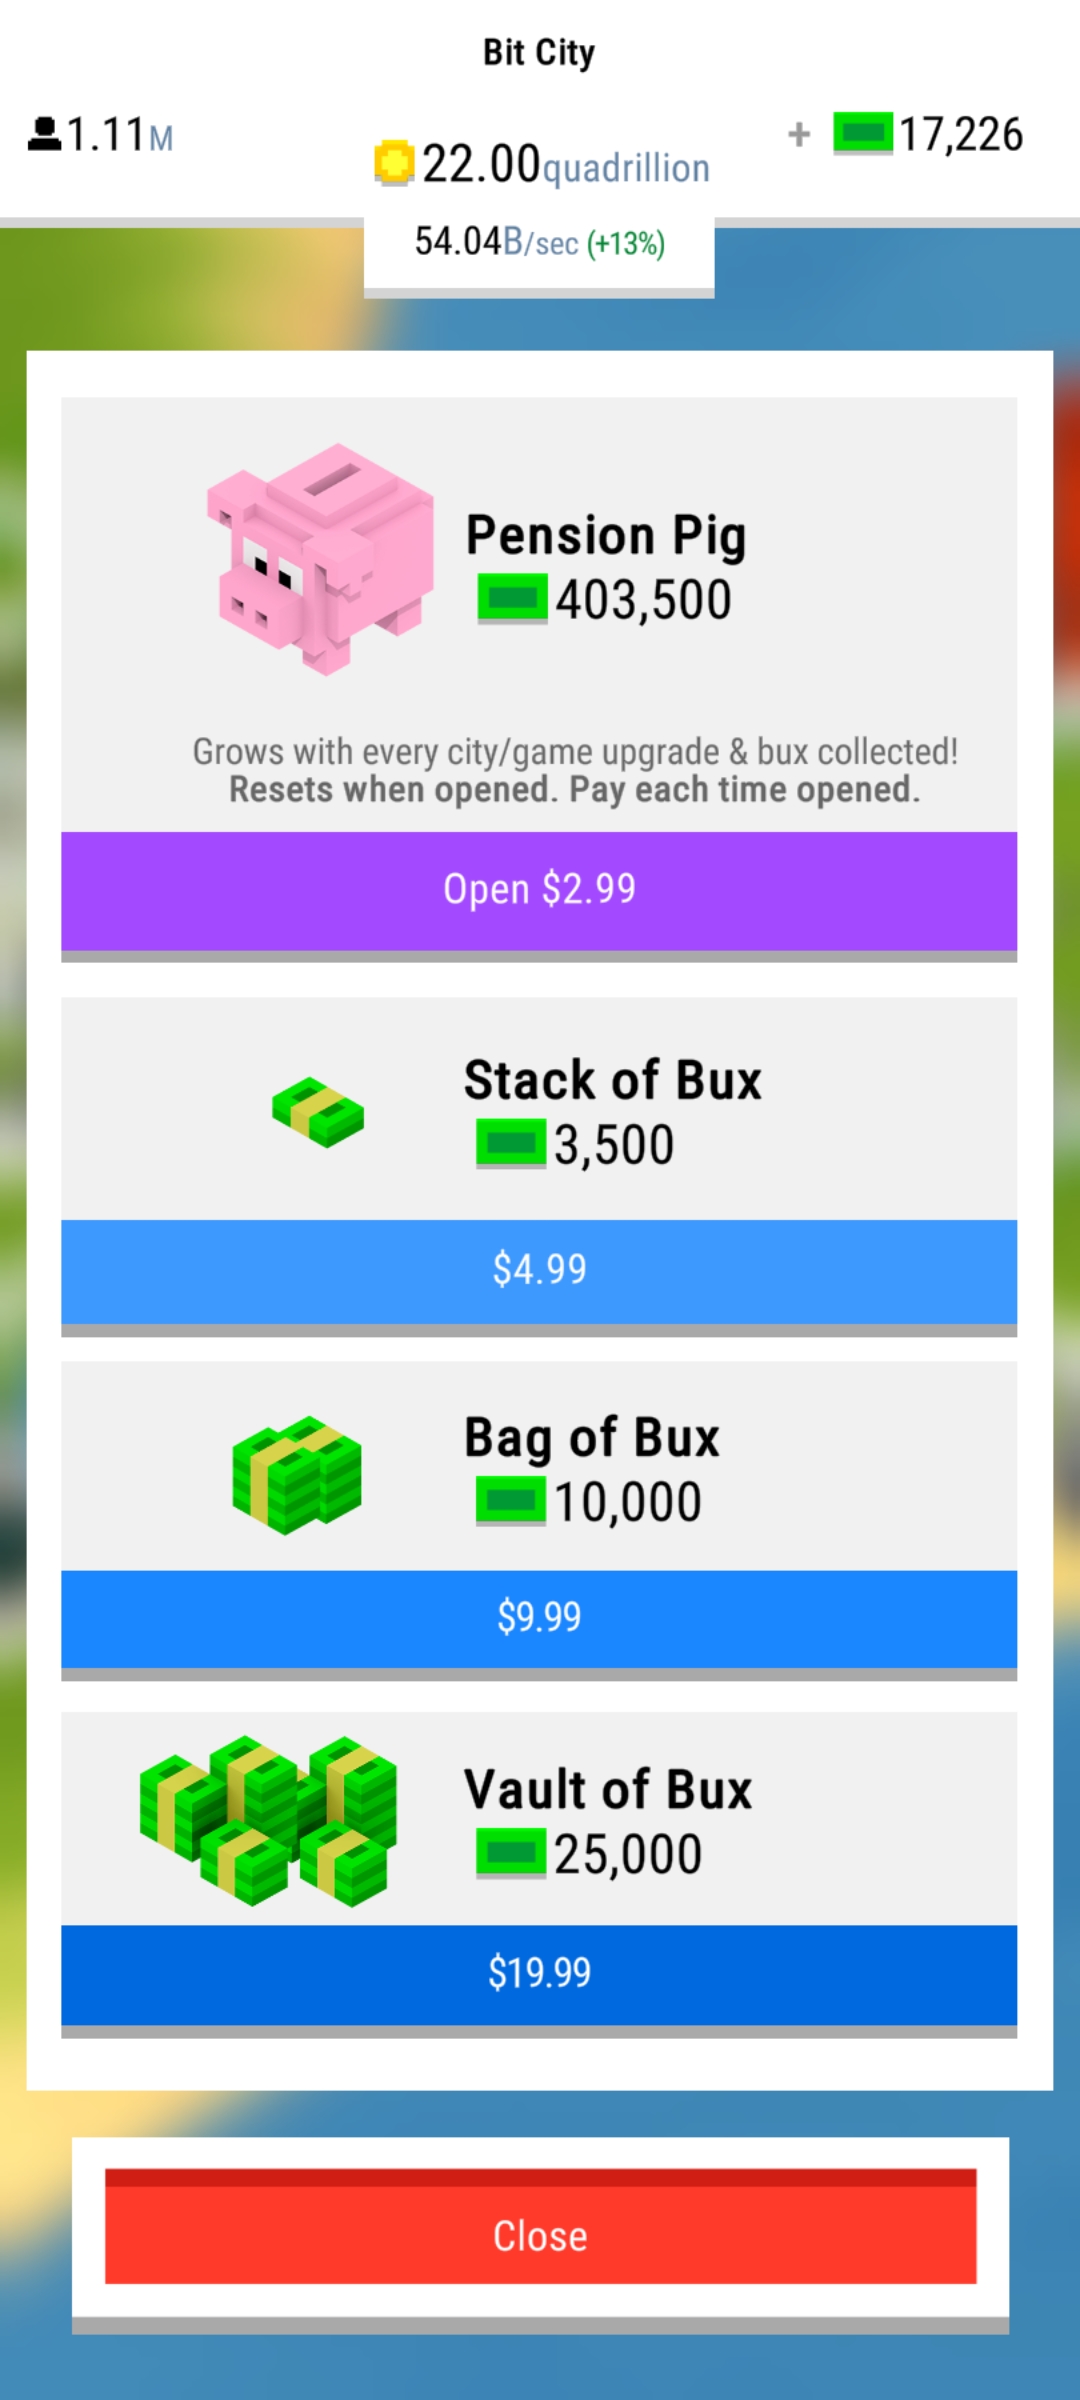 Bit City
1.11M
22.00quadrillion
+ 17,226
54.04B/sec (+13%)
Pension Pig
403,500
Grows with every city/game upgrade & bux collected!
Resets when opened. Pay each time opened.
Open $2.99
Stack of Bux
3,500
$4.99
Bag of Bux
10,000
$9.99
Vault of Bux
25,000
$19.99
Close